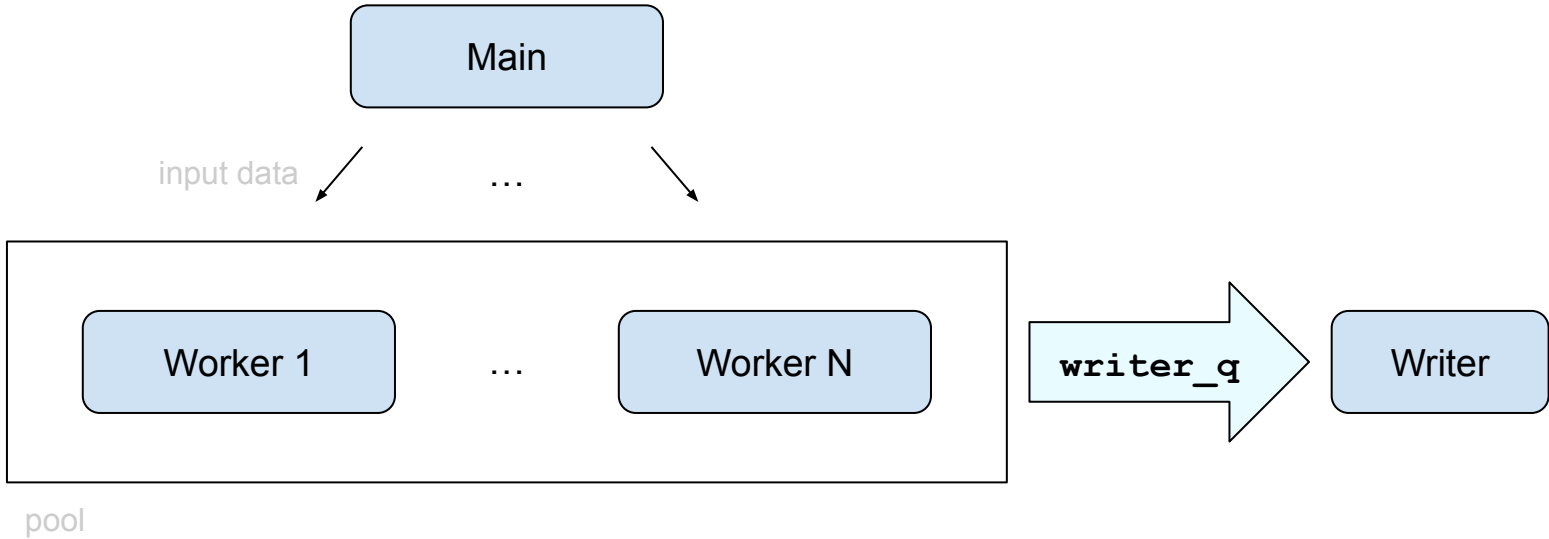 Main
input data
…
Worker 1
…
Worker N
writer_q
Writer
pool